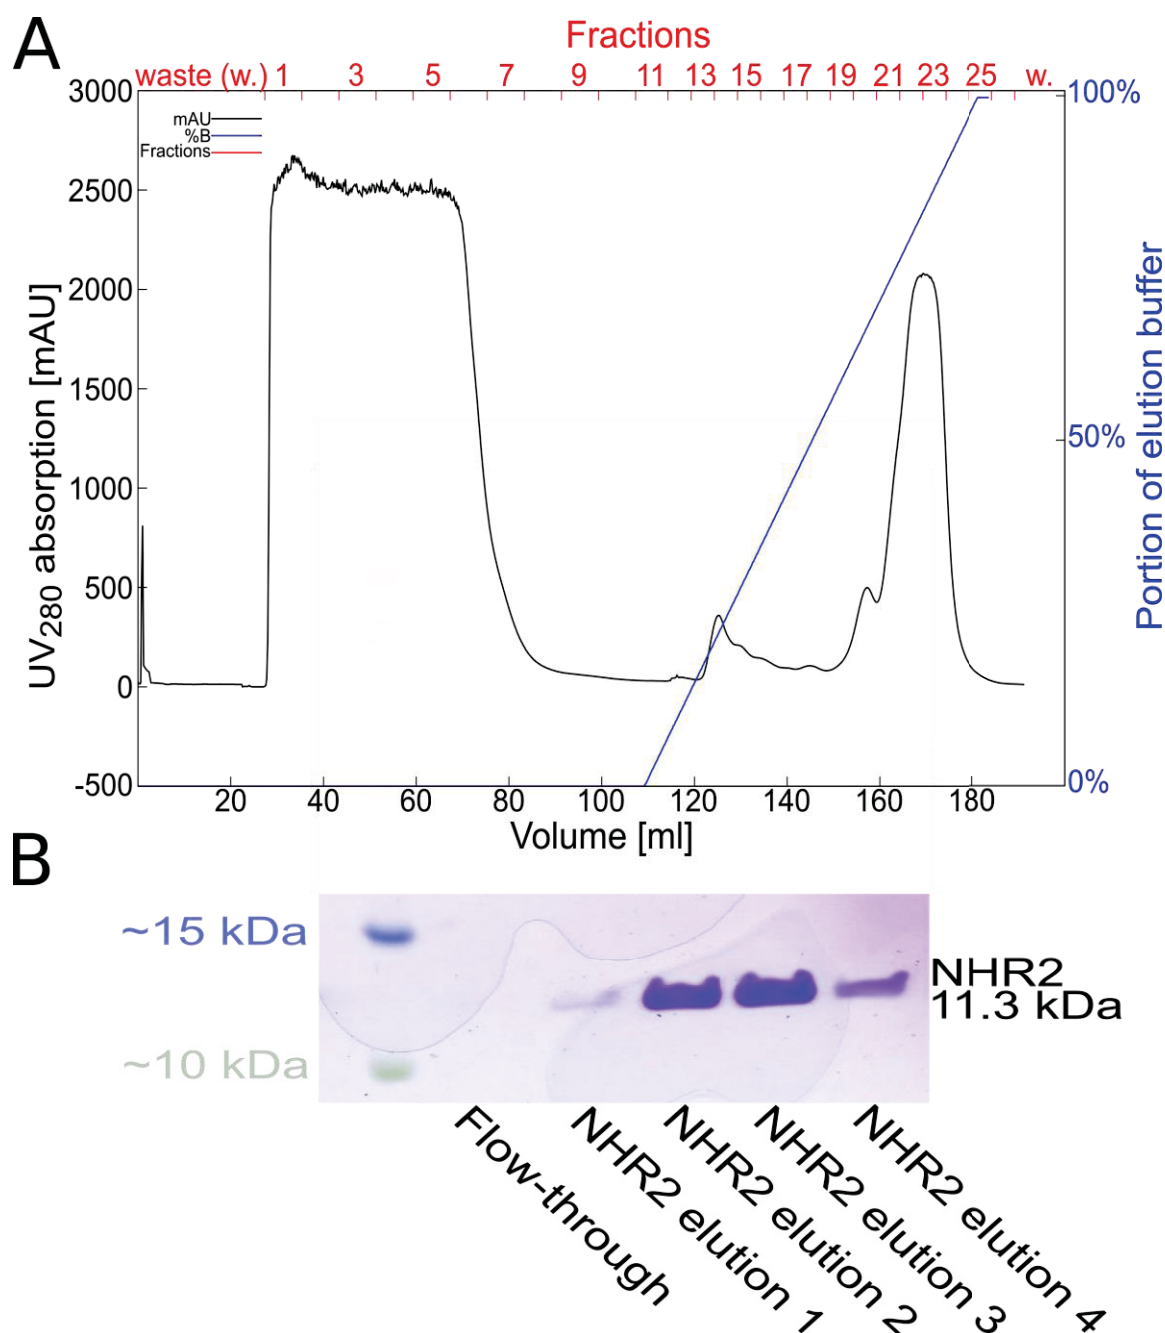 A
Fractions
waste (w.) 1 3 5 7 9 11 13 15 17 19 21 23 25 w.
3000
2500
2000
1500
1000
500
0
-500
mAU
%B
Fractions
UV280 absorption [mAU]
100%
50%
0%
Portion of elution buffer
20 40 60 80 100 120 140 160 180
Volume [ml]
B
~15 kDa
~10 kDa
NHR2
11.3 kDa
Flow-through
NHR2 elution 1
NHR2 elution 2
NHR2 elution 3
NHR2 elution 4